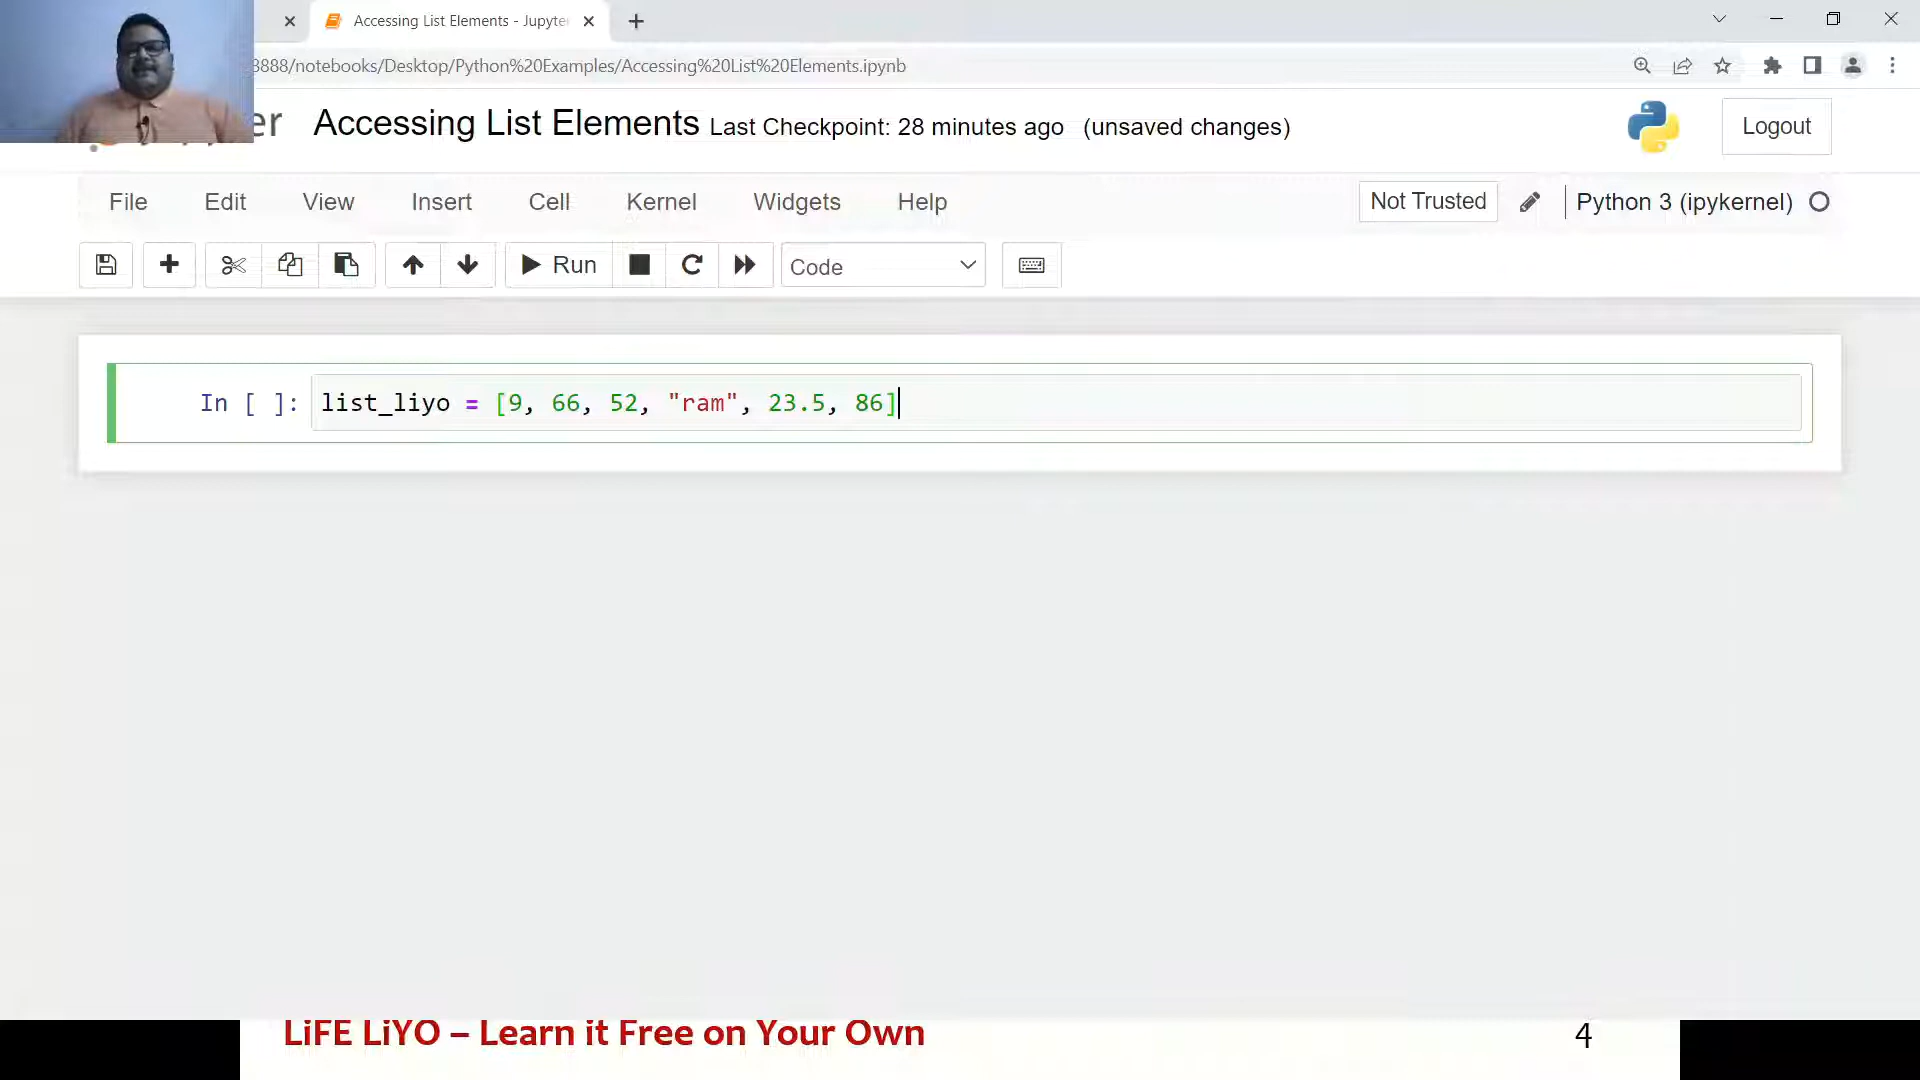 Accessing List Elements - Jupyte
3888/notebooks/Desktop/Python%20Examples/Accessing%20List%20Elements.ipynb
er Accessing List Elements Last Checkpoint: 28 minutes ago (unsaved changes)
Logout
File Edit View Insert Cell Kernel Widgets Help
Not Trusted
Python 3 (ipykernel)
Run
Code
In [ ]: list_liyo = [9, 66, 52, "ram", 23.5, 86]
LiFE LiYO – Learn it Free on Your Own
4